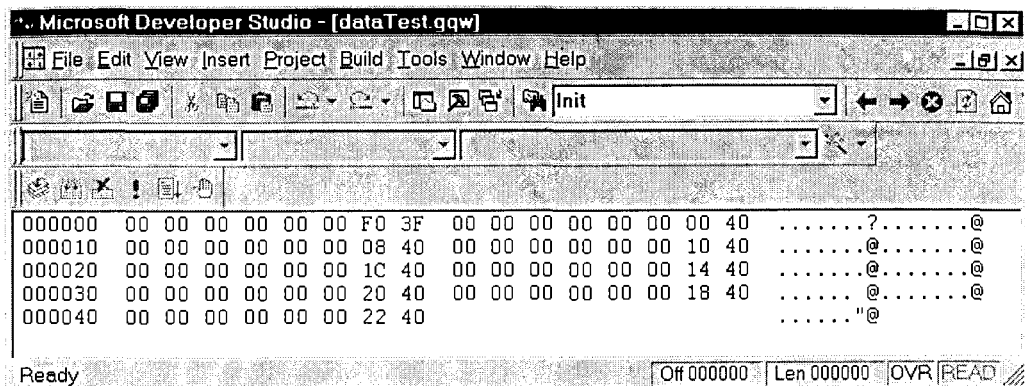 Microsoft Developer Studio - [dataTest.gqw]
File Edit View Insert Project Build Tools Window Help
Init
000000 00 00 00 00 00 00 F0 3F 00 00 00 00 00 00 00 40 .......?.......@
000010 00 00 00 00 00 00 08 40 00 00 00 00 00 00 10 40 .......@.......@
000020 00 00 00 00 00 00 1C 40 00 00 00 00 00 00 14 40 .......@.......@
000030 00 00 00 00 00 00 20 40 00 00 00 00 00 00 18 40 ...... @.......@
000040 00 00 00 00 00 00 22 40 ......"@
Ready Off 000000 Len 000000 OVR READ